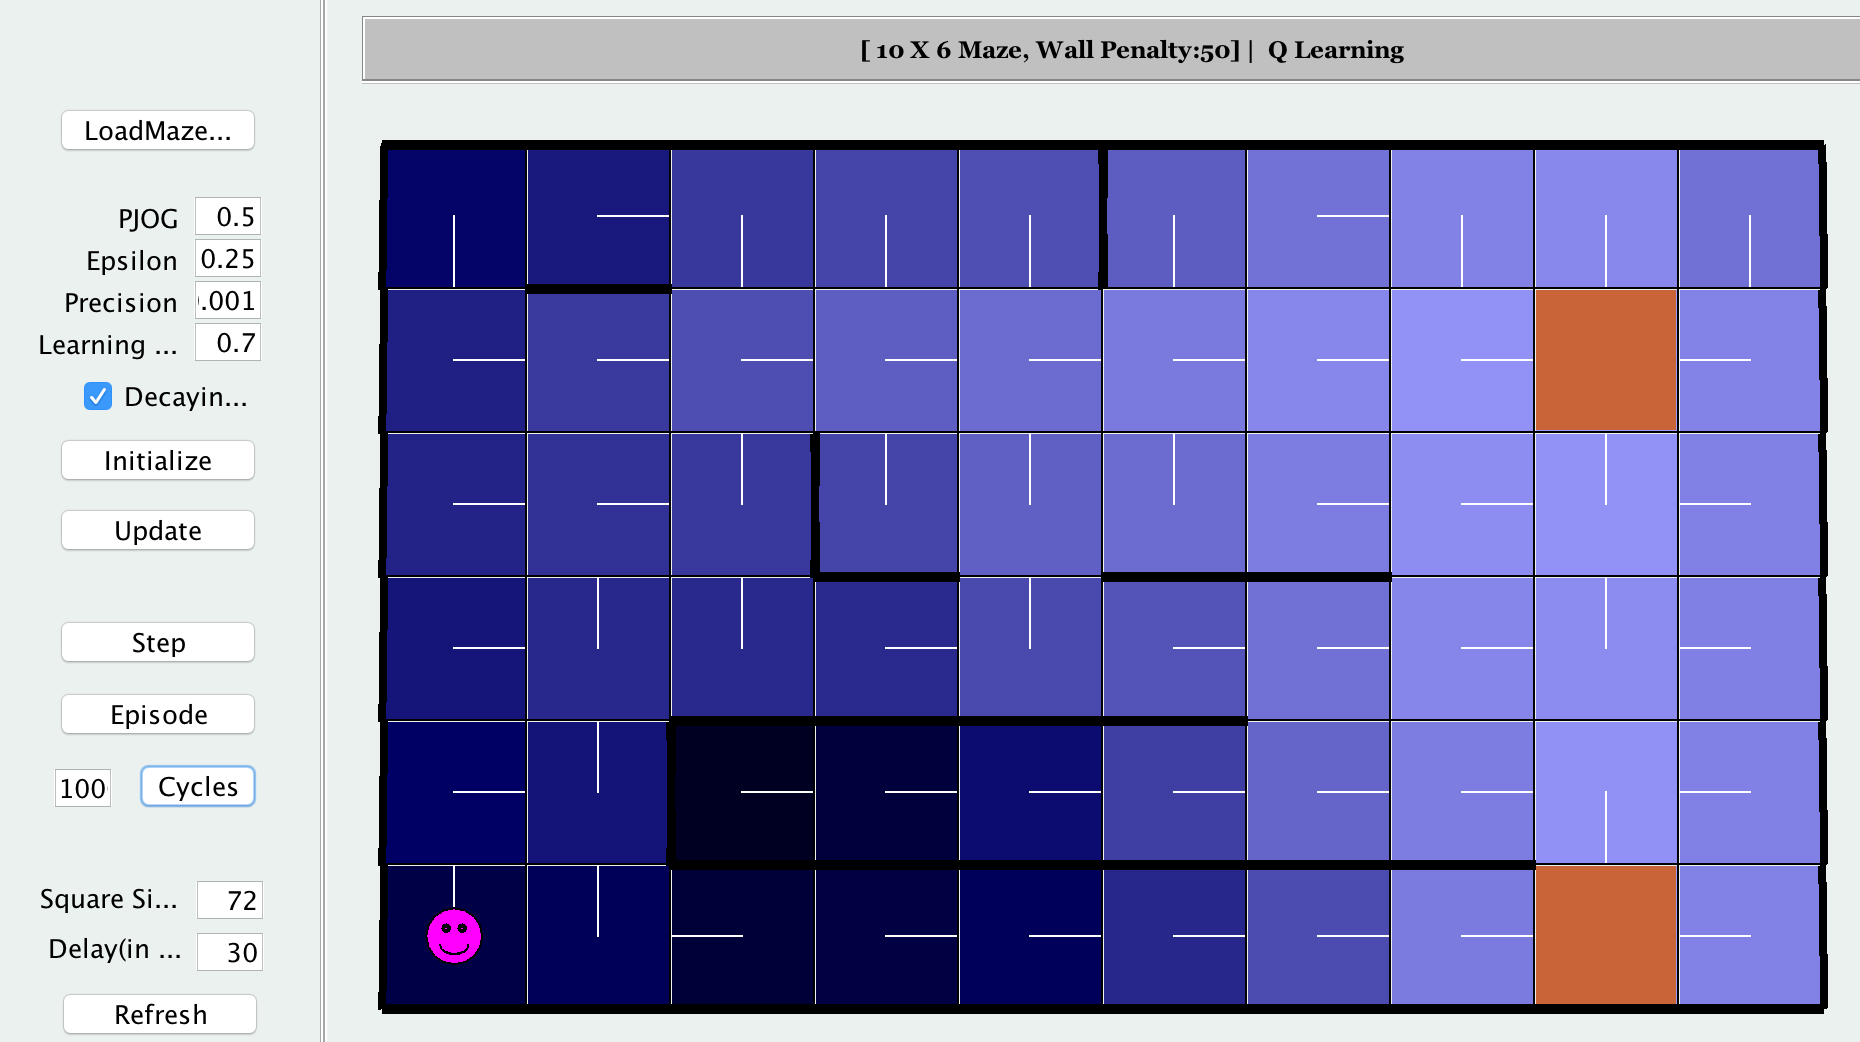 [ 10 X 6 Maze, Wall Penalty:50] | Q Learning
LoadMaze...
PJOG 0.5
Epsilon 0.25
Precision .001
Learning ... 0.7
Decayin...
Initialize
Update
Step
Episode
100 Cycles
Square Si... 72
Delay(in ... 30
Refresh